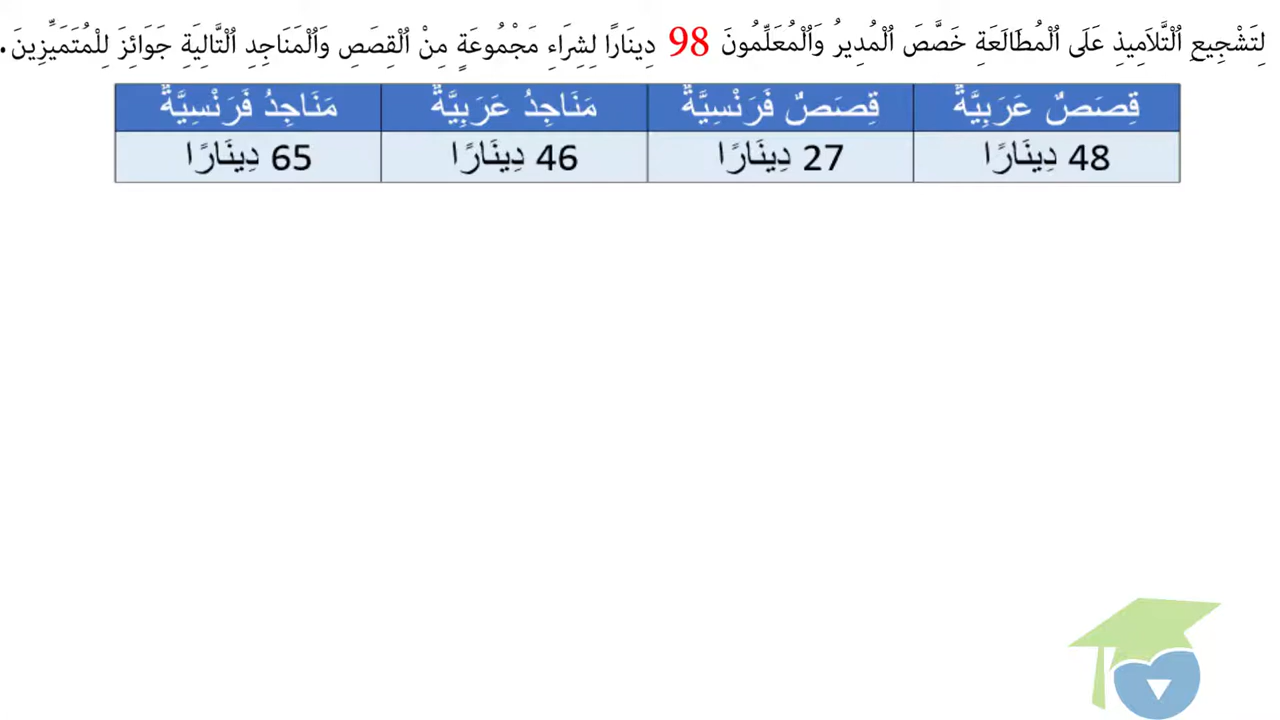 لِتَشْجِيعِ ٱلتَّلاَمِيذِ عَلَى ٱلْمُطَالَعَةِ خَصَّصَ ٱلْمُدِيرُ وَٱلْمُعَلِّمُونَ 98 دِينَارًا لِشِرَاءِ مَجْمُوعَةٍ مِنْ ٱلْقِصَصِ وَٱلْمَنَاجِدِ ٱلتَّالِيَةِ جَوَائِزَ لِلْمُتَمَيِّزِينَ.
قِصَصٌ عَرَبِيَّةٌ قِصَصٌ فَرَنْسِيَّةٌ مَنَاجِدُ عَرَبِيَّةٌ مَنَاجِدُ فَرَنْسِيَّةٌ
48 دِينَارًا 27 دِينَارًا 46 دِينَارًا 65 دِينَارًا